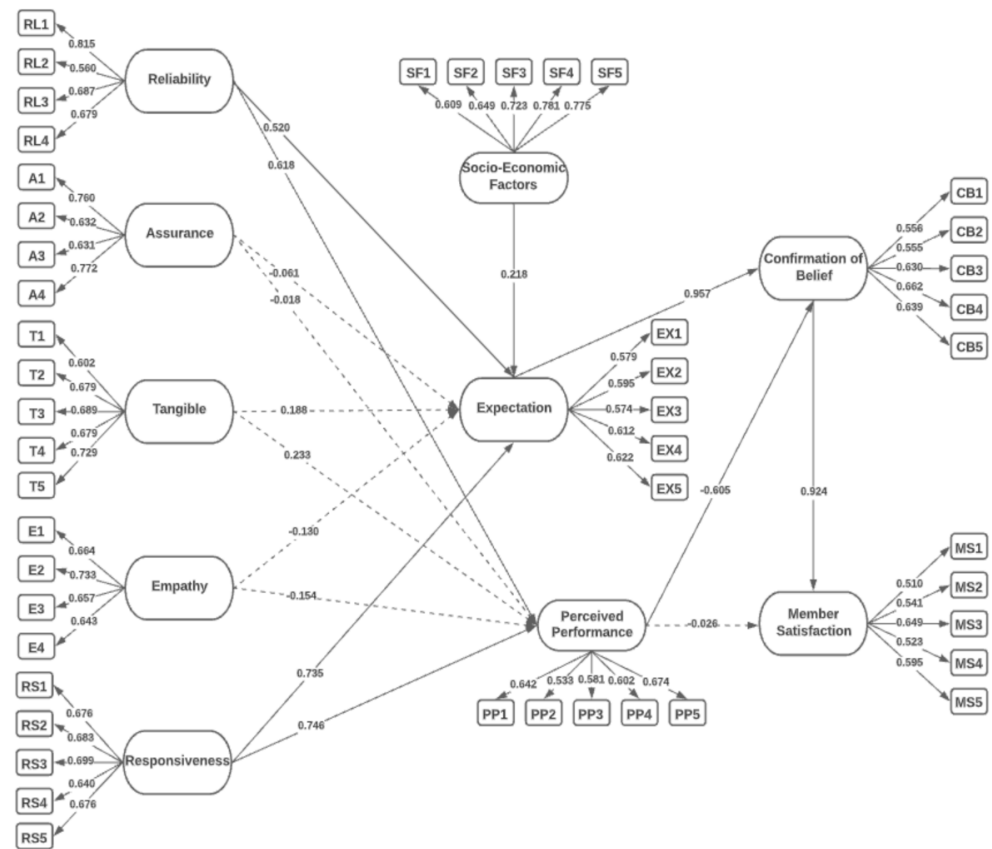 RL1
0.815
RL2
0.560
RL3
0.687
RL4
0.679
Reliability
0.520
0.618
A1
0.760
A2
0.632
A3
0.631
A4
0.772
Assurance
-0.061
-0.018
T1
0.602
T2
0.679
T3
0.689
T4
0.679
T5
0.729
Tangible
0.188
0.233
E1
0.664
E2
0.733
E3
0.657
E4
0.643
Empathy
-0.130
-0.154
RS1
0.676
RS2
0.683
RS3
0.699
RS4
0.640
RS5
0.676
Responsiveness
0.735
0.746
SF1
SF2
SF3
SF4
SF5
0.609
0.649
0.723
0.781
0.775
Socio-Economic
Factors
0.218
Expectation
EX1
0.579
EX2
0.595
EX3
0.574
EX4
0.612
EX5
0.622
0.957
Perceived
Performance
0.642
0.533
0.581
0.602
0.674
PP1
PP2
PP3
PP4
PP5
-0.605
-0.026
Confirmation of
Belief
CB1
0.556
CB2
0.555
CB3
0.630
CB4
0.662
CB5
0.639
0.924
Member
Satisfaction
MS1
0.510
MS2
0.541
MS3
0.649
MS4
0.523
MS5
0.595